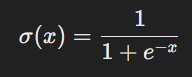 σ(x) = 1 / (1 + e^{-x})